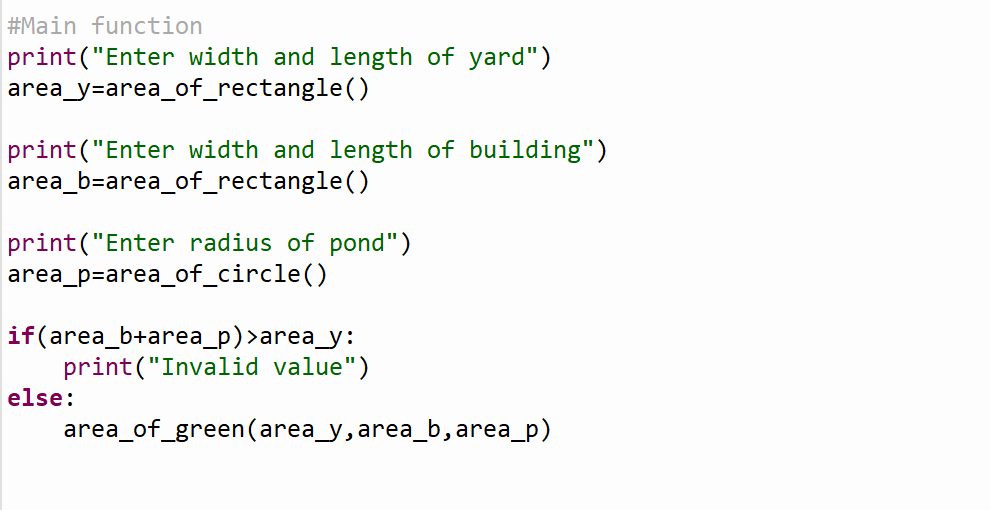 #Main function
print("Enter width and length of yard")
area_y=area_of_rectangle()
print("Enter width and length of building")
area_b=area_of_rectangle()
print("Enter radius of pond")
area_p=area_of_circle()
if(area_b+area_p)>area_y:
    print("Invalid value")
else:
    area_of_green(area_y,area_b,area_p)